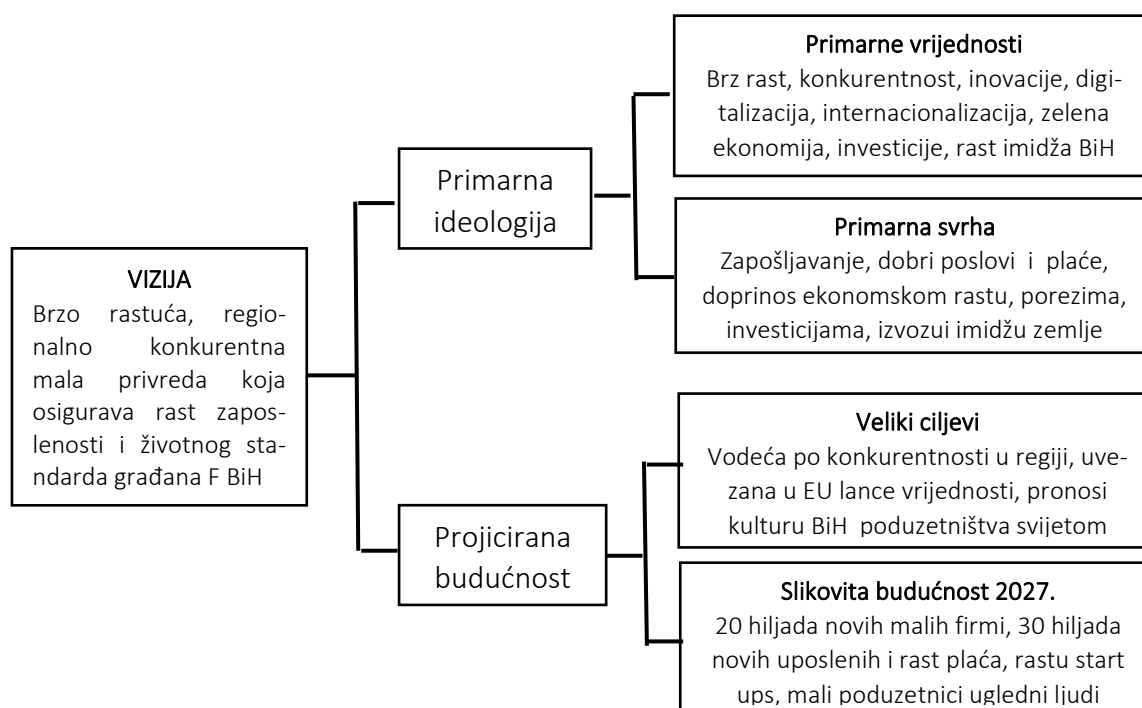 VIZIJA
Brzo rastuća, regio-
nalno konkurentna
mala privreda koja
osigurava rast zapos-
lenosti i životnog sta-
ndarda građana F BiH
Primarna
ideologija
Primarne vrijednosti
Brz rast, konkurentnost, inovacije, digi-
talizacija, internacionalizacija, zelena
ekonomija, investicije, rast imidža BiH
Primarna svrha
Zapošljavanje, dobri poslovi i plaće,
doprinos ekonomskom rastu, porezima,
investicijama, izvozui imidžu zemlje
Projicirana
budućnost
Veliki ciljevi
Vodeća po konkurentnosti u regiji, uve-
zana u EU lance vrijednosti, pronosi
kulturu BiH poduzetništva svijetom
Slikovita budućnost 2027.
20 hiljada novih malih firmi, 30 hiljada
novih uposlenih i rast plaća, rastu start
ups, mali poduzetnici ugledni ljudi